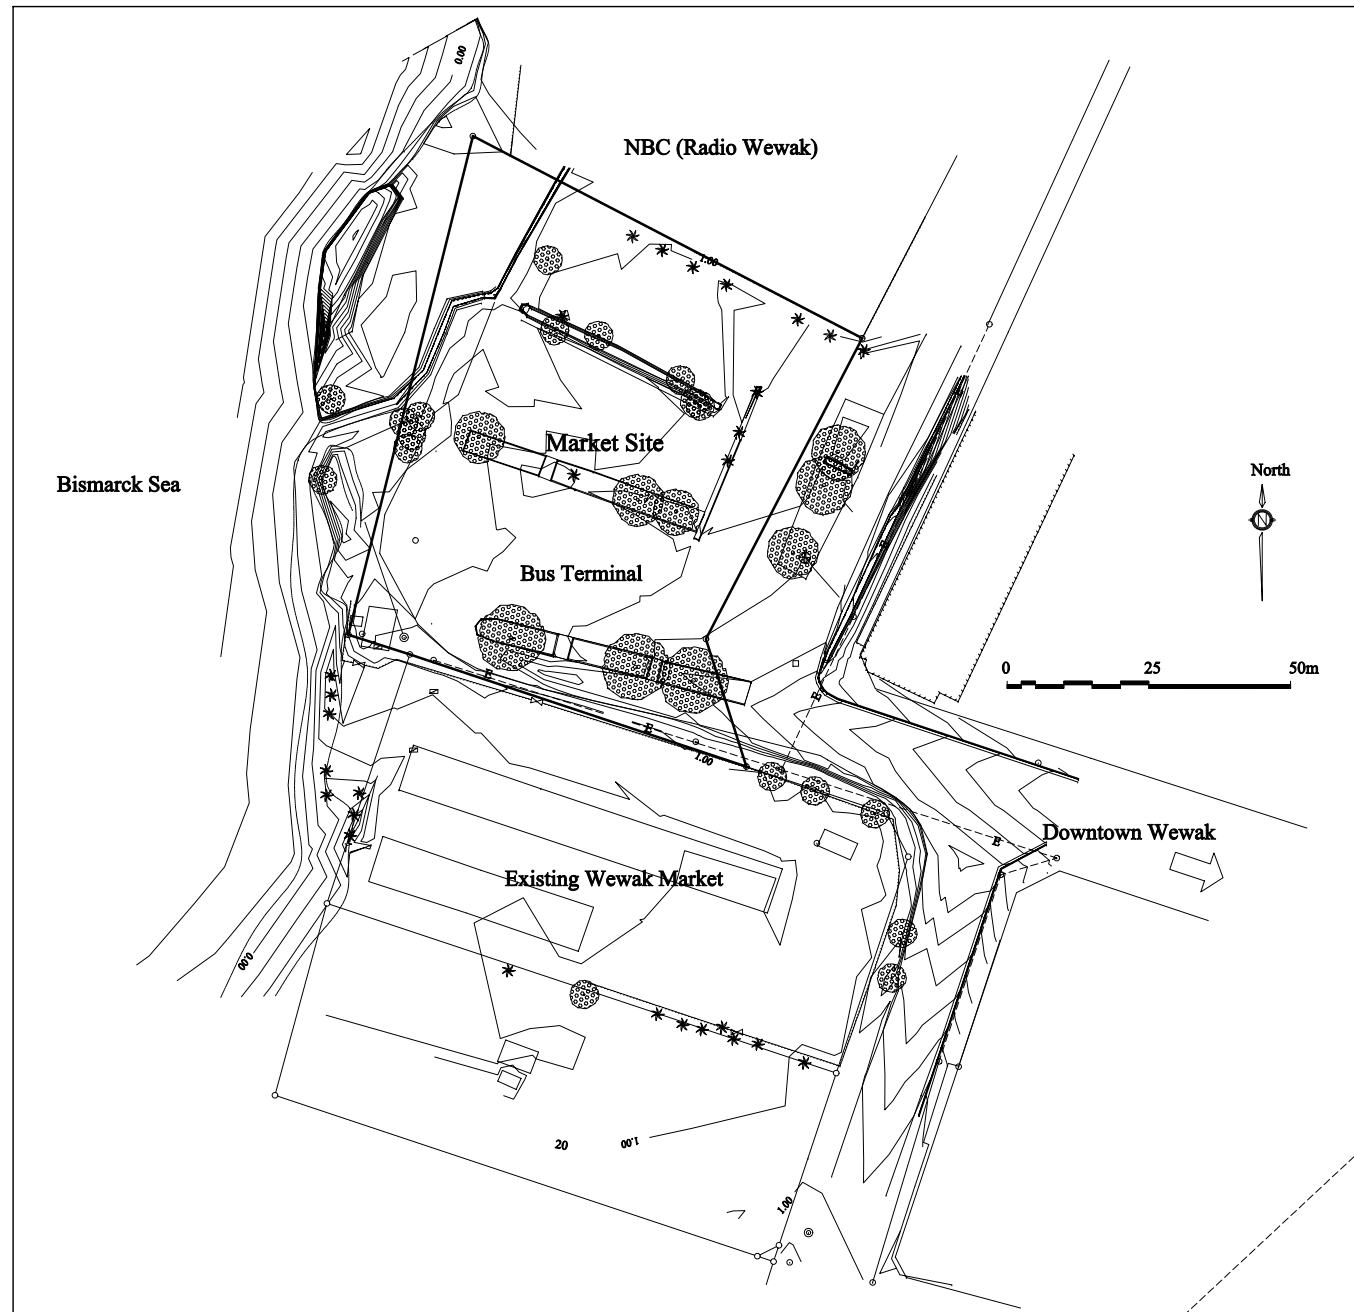 0.00
NBC (Radio Wewak)
1.00
Market Site
Bismarck Sea
North
N
Bus Terminal
0 25 50m
E
E
E
E
1.00
E
Downtown Wewak
Existing Wewak Market
0.00
20
1.00
1.00